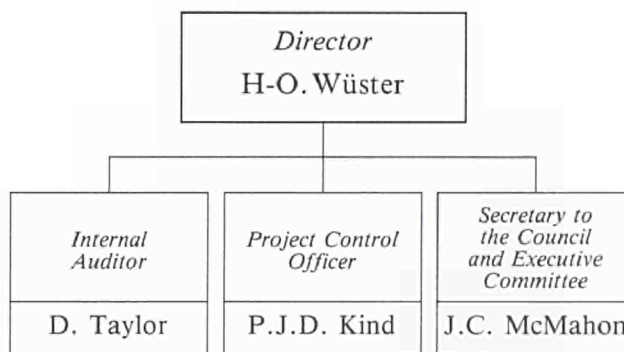 Director
H-O. Wüster
Internal
Auditor
D. Taylor
Project Control
Officer
P.J.D. Kind
Secretary to
the Council
and Executive
Committee
J.C. McMahon